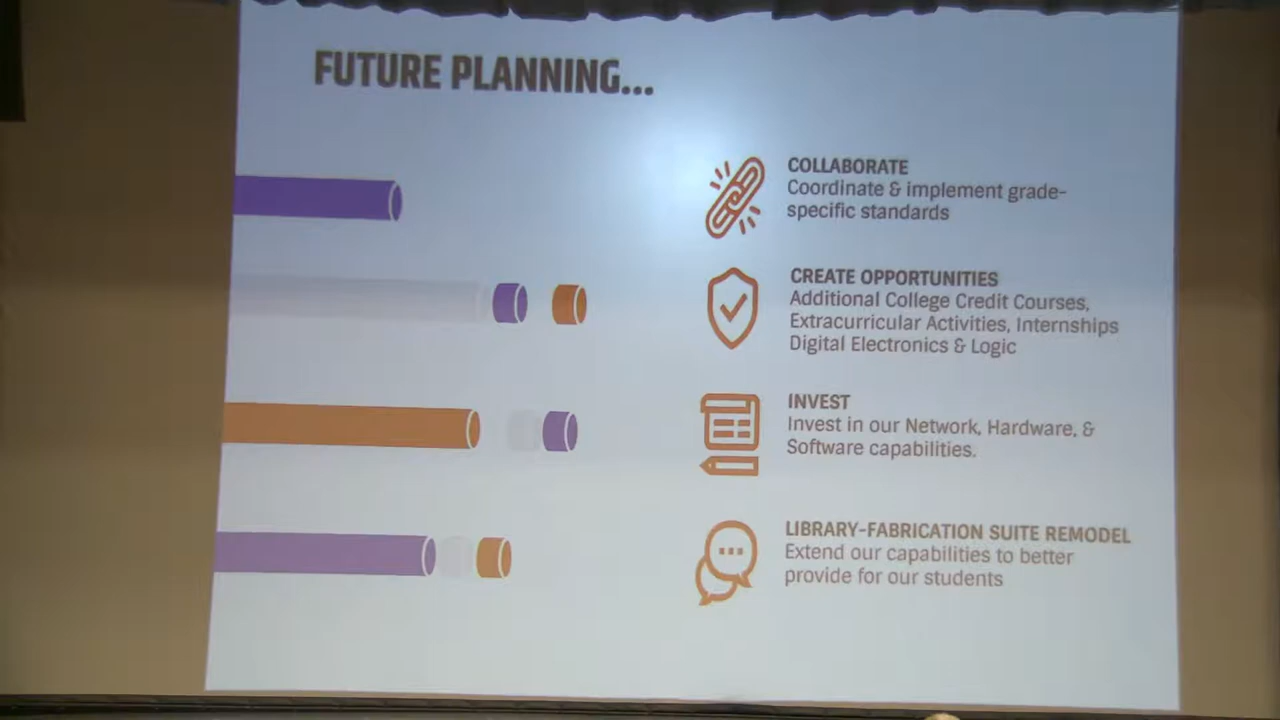 FUTURE PLANNING...
COLLABORATE
Coordinate & implement grade-
specific standards
CREATE OPPORTUNITIES
Additional College Credit Courses,
Extracurricular Activities, Internships
Digital Electronics & Logic
INVEST
Invest in our Network, Hardware, &
Software capabilities.
LIBRARY-FABRICATION SUITE REMODEL
Extend our capabilities to better
provide for our students